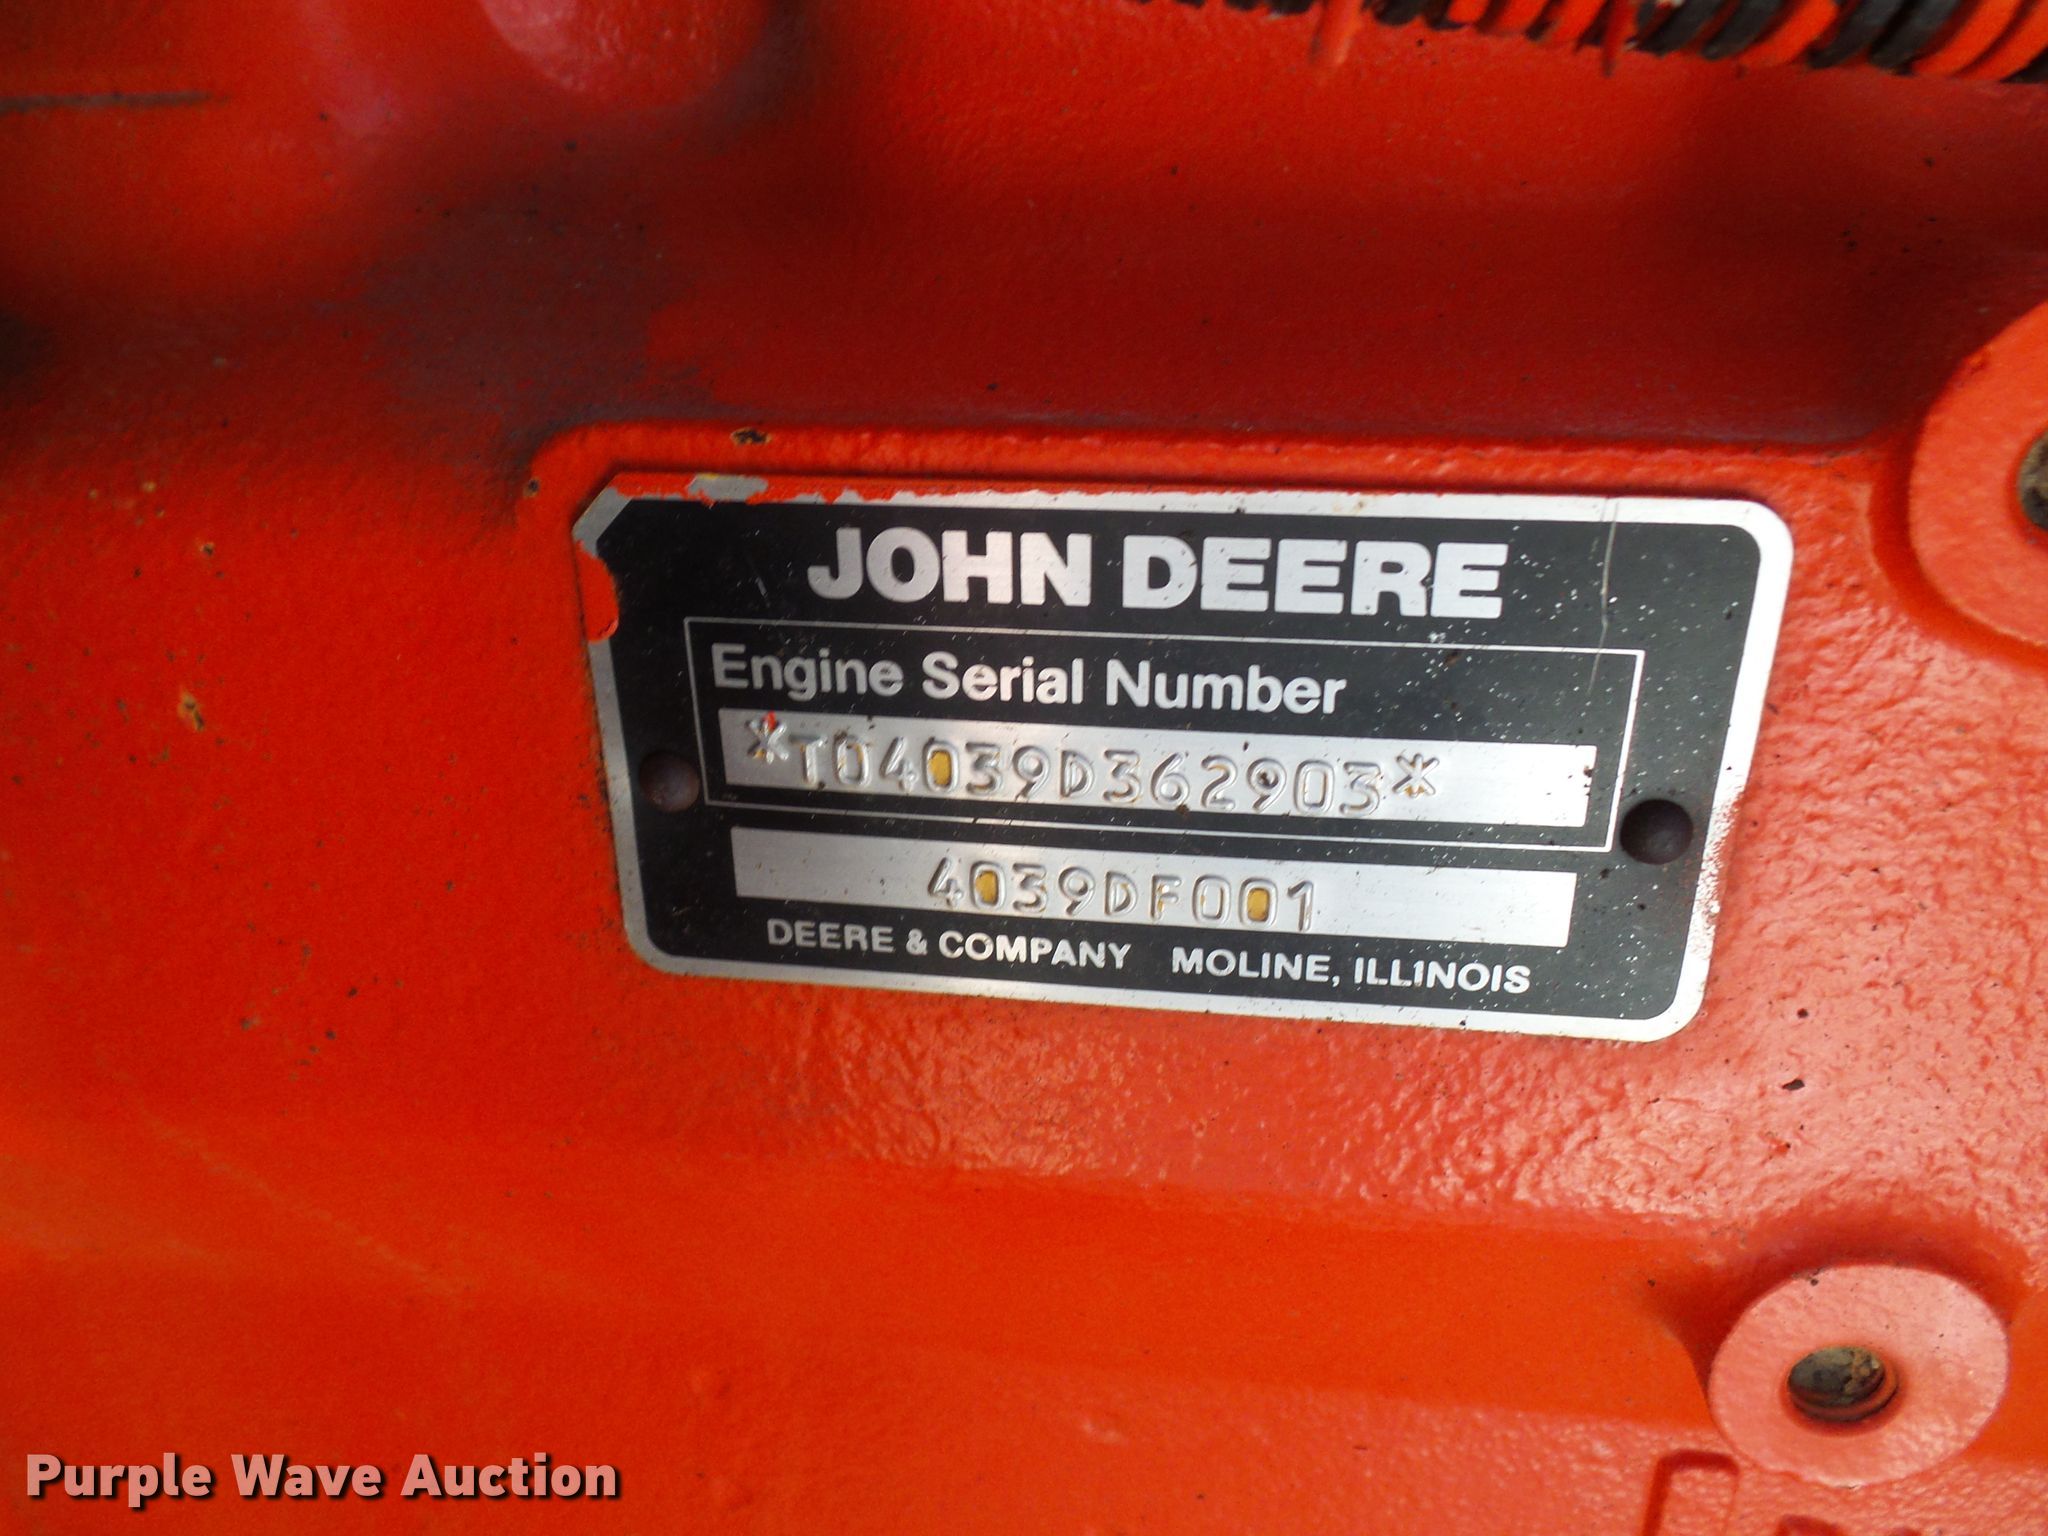 JOHN DEERE
Engine Serial Number
*T04039D362903*
4039DF001
DEERE & COMPANY MOLINE, ILLINOIS
Purple Wave Auction